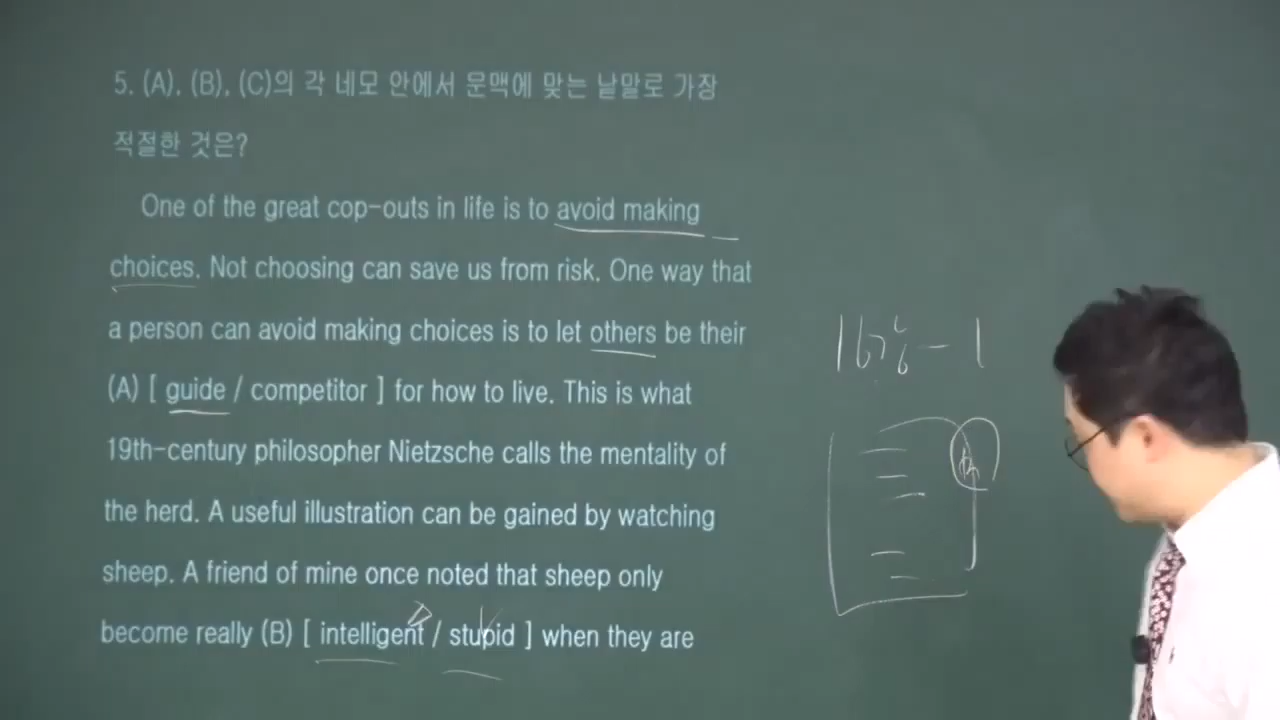 5. (A), (B), (C)의 각 네모 안에서 문맥에 맞는 낱말로 가장
적절한 것은?
One of the great cop-outs in life is to avoid making
choices. Not choosing can save us from risk. One way that
a person can avoid making choices is to let others be their
(A) [ guide / competitor ] for how to live. This is what
19th-century philosopher Nietzsche calls the mentality of
the herd. A useful illustration can be gained by watching
sheep. A friend of mine once noted that sheep only
become really (B) [ intelligent / stupid ] when they are